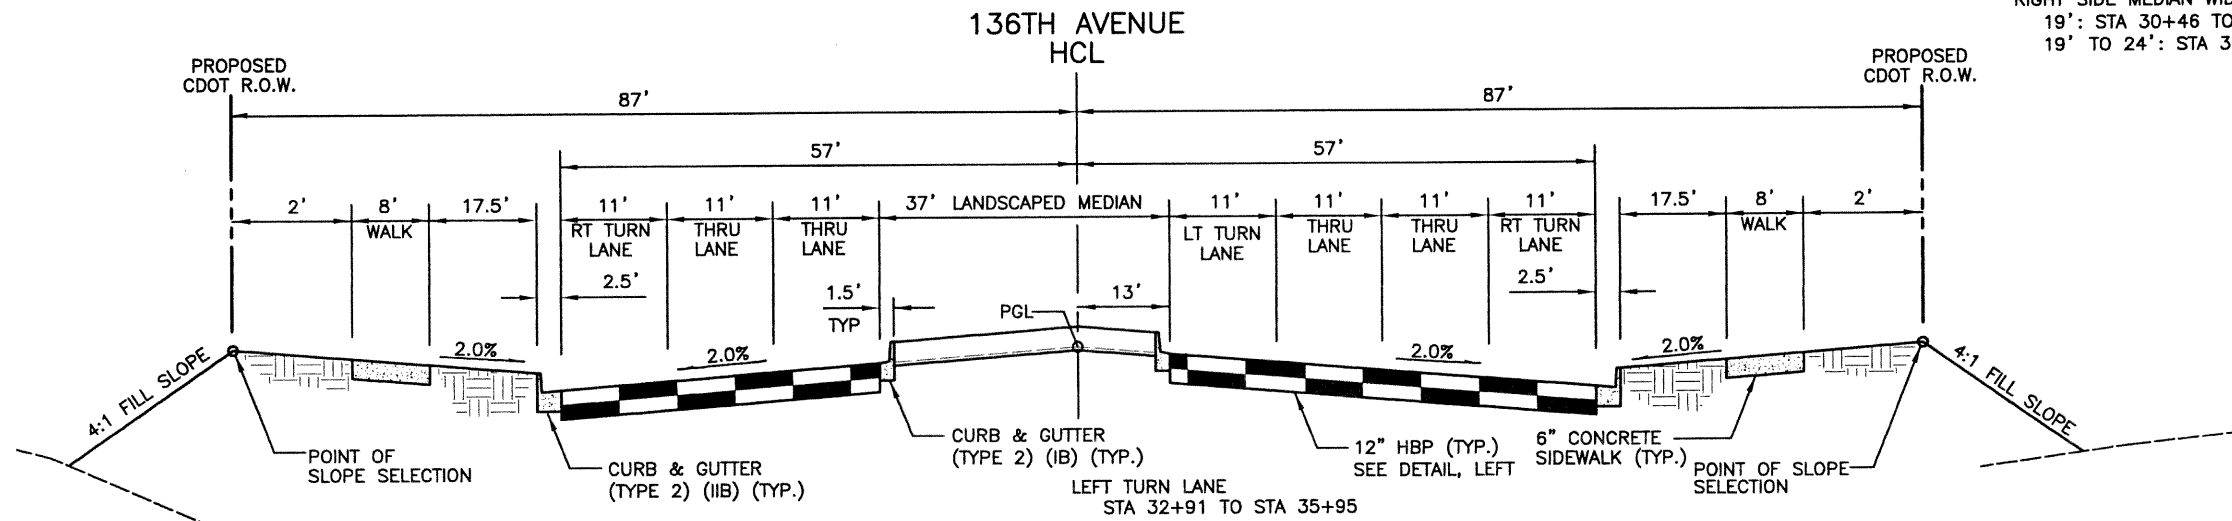 136TH AVENUE
HCL
19': STA 30+46 TO
19' TO 24': STA 3
PROPOSED
CDOT R.O.W.
PROPOSED
CDOT R.O.W.
87'
87'
57'
57'
2'
8'
WALK
17.5'
11'
RT TURN
LANE
11'
THRU
LANE
11'
THRU
LANE
37' LANDSCAPED MEDIAN
11'
LT TURN
LANE
11'
THRU
LANE
11'
THRU
LANE
11'
RT TURN
LANE
17.5'
8'
WALK
2'
2.5'
1.5'
TYP
13'
2.5'
PGL
2.0%
2.0%
2.0%
2.0%
4:1 FILL SLOPE
4:1 FILL SLOPE
POINT OF
SLOPE SELECTION
CURB & GUTTER
(TYPE 2) (IIB) (TYP.)
CURB & GUTTER
(TYPE 2) (IB) (TYP.)
12" HBP (TYP.)
SEE DETAIL, LEFT
6" CONCRETE
SIDEWALK (TYP.)
POINT OF SLOPE
SELECTION
LEFT TURN LANE
STA 32+91 TO STA 35+95